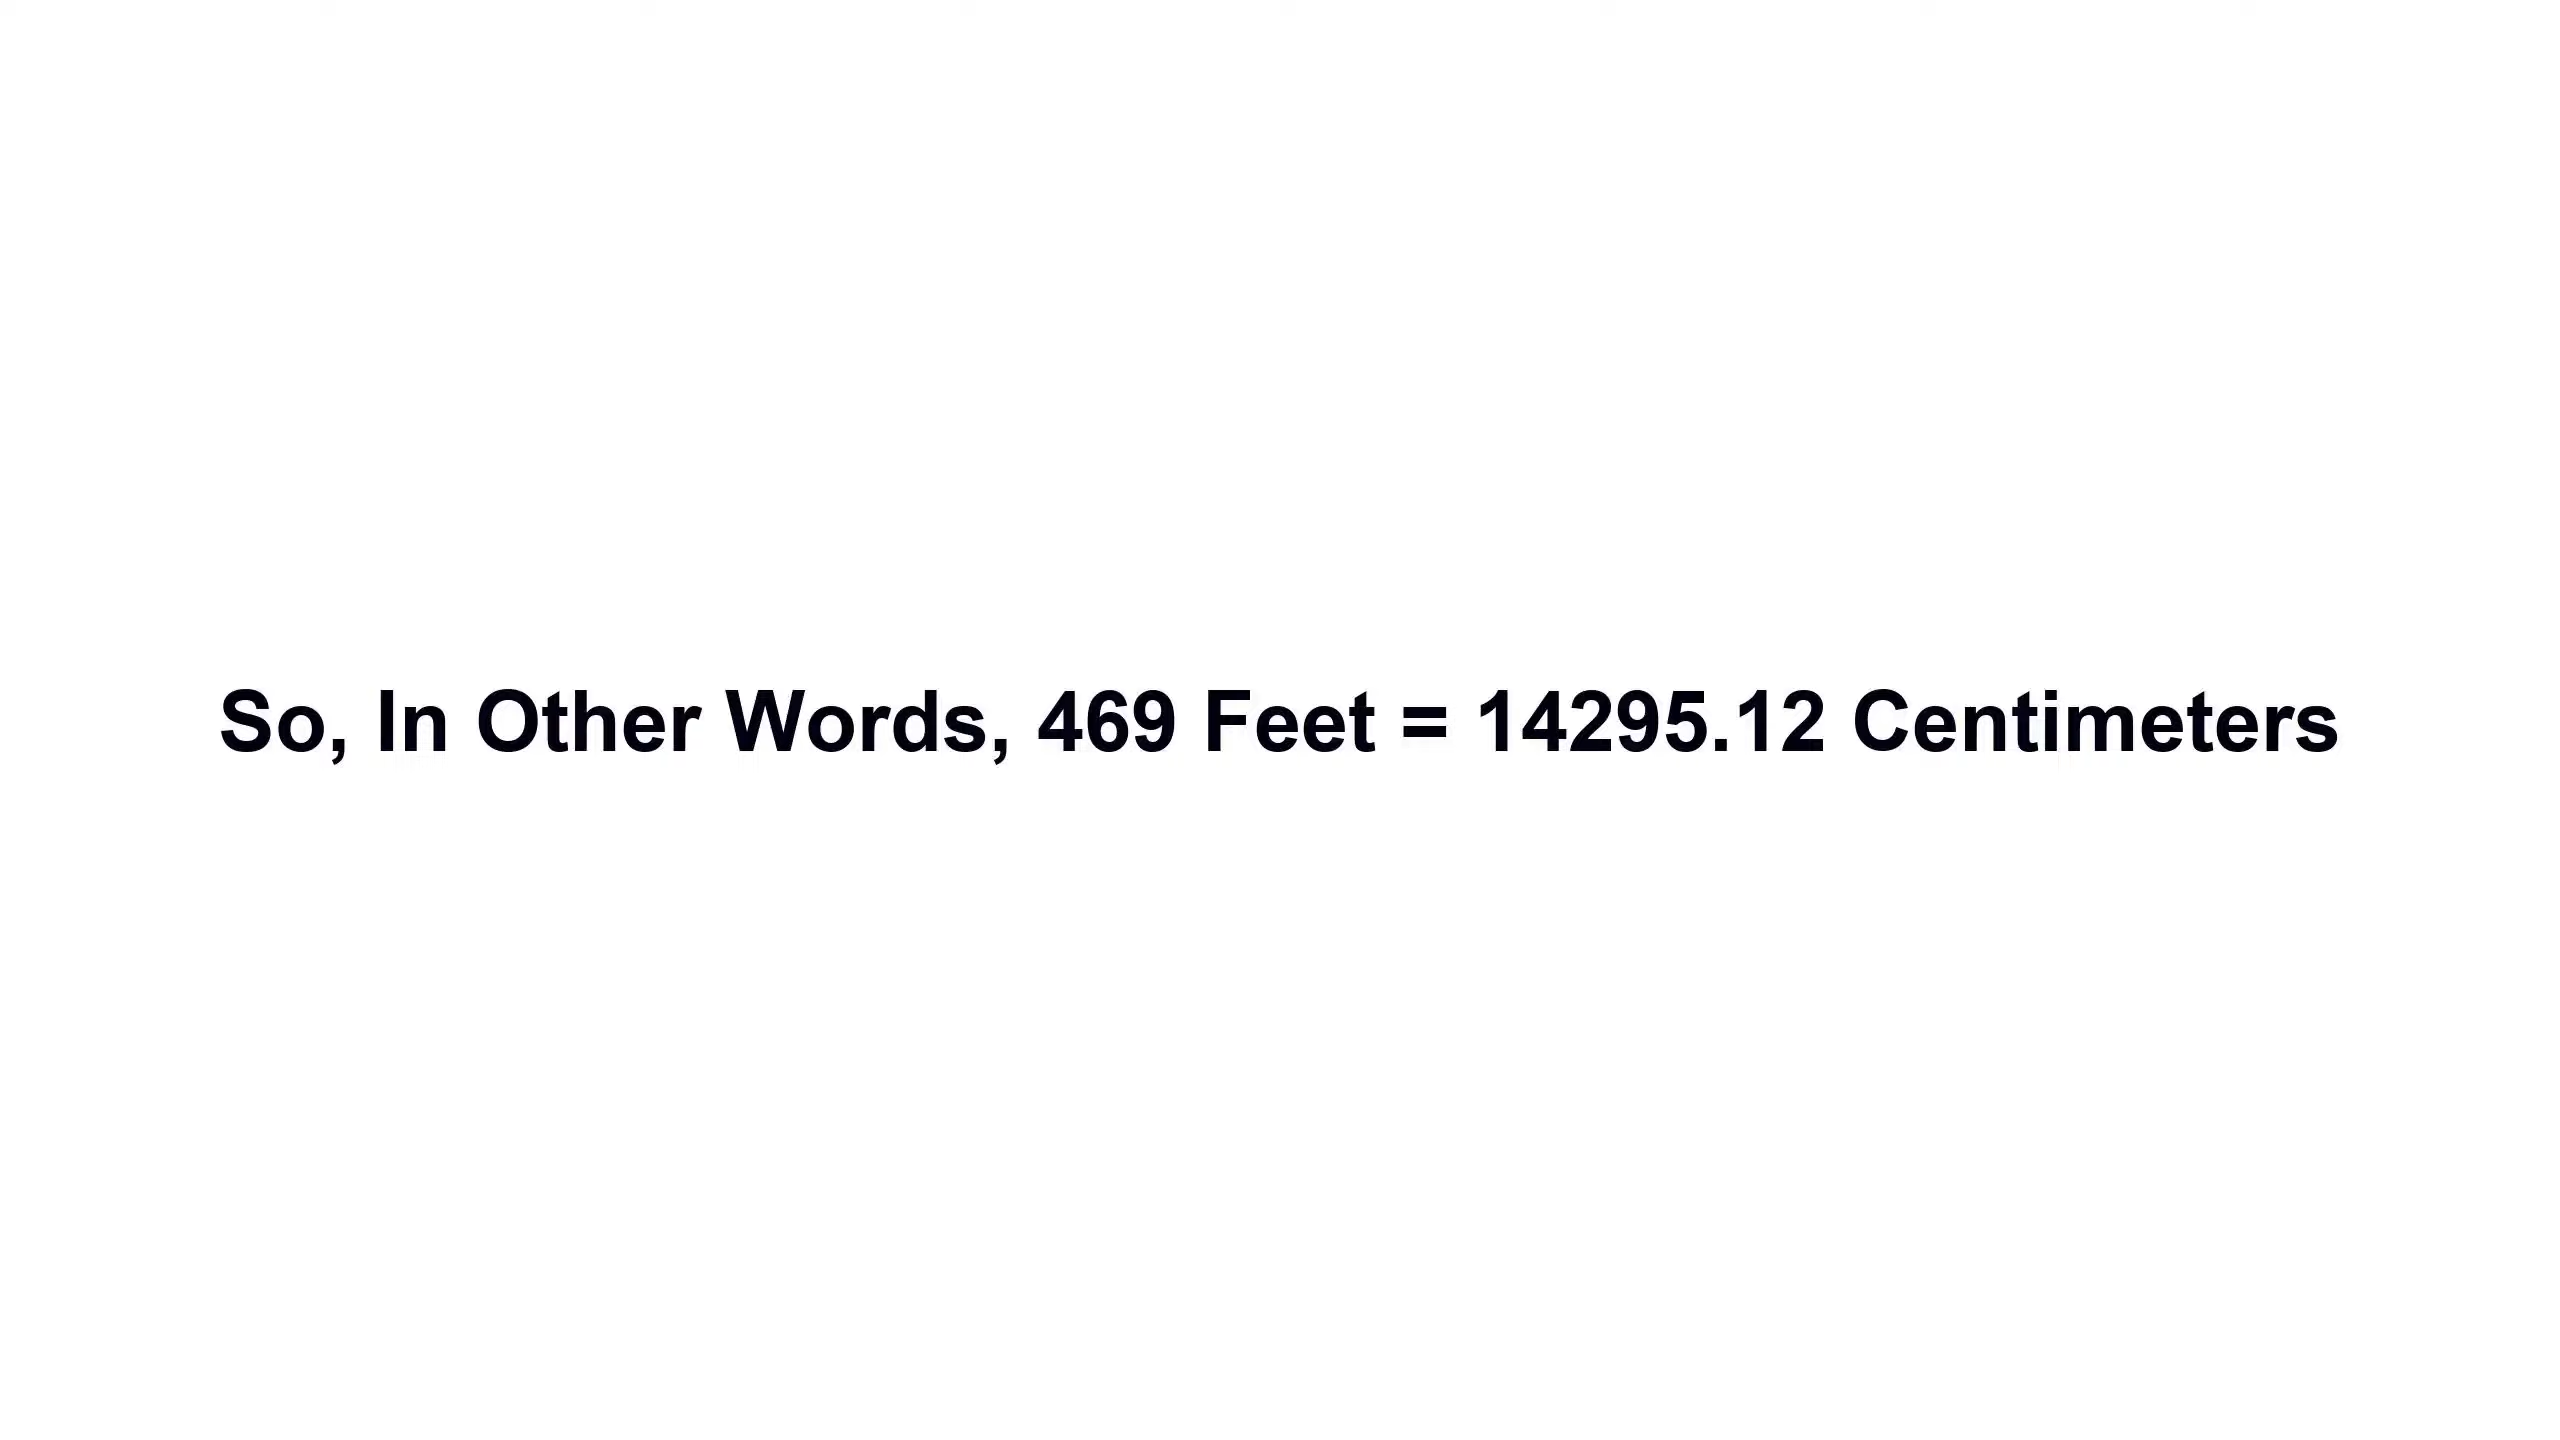 So, In Other Words, 469 Feet = 14295.12 Centimeters